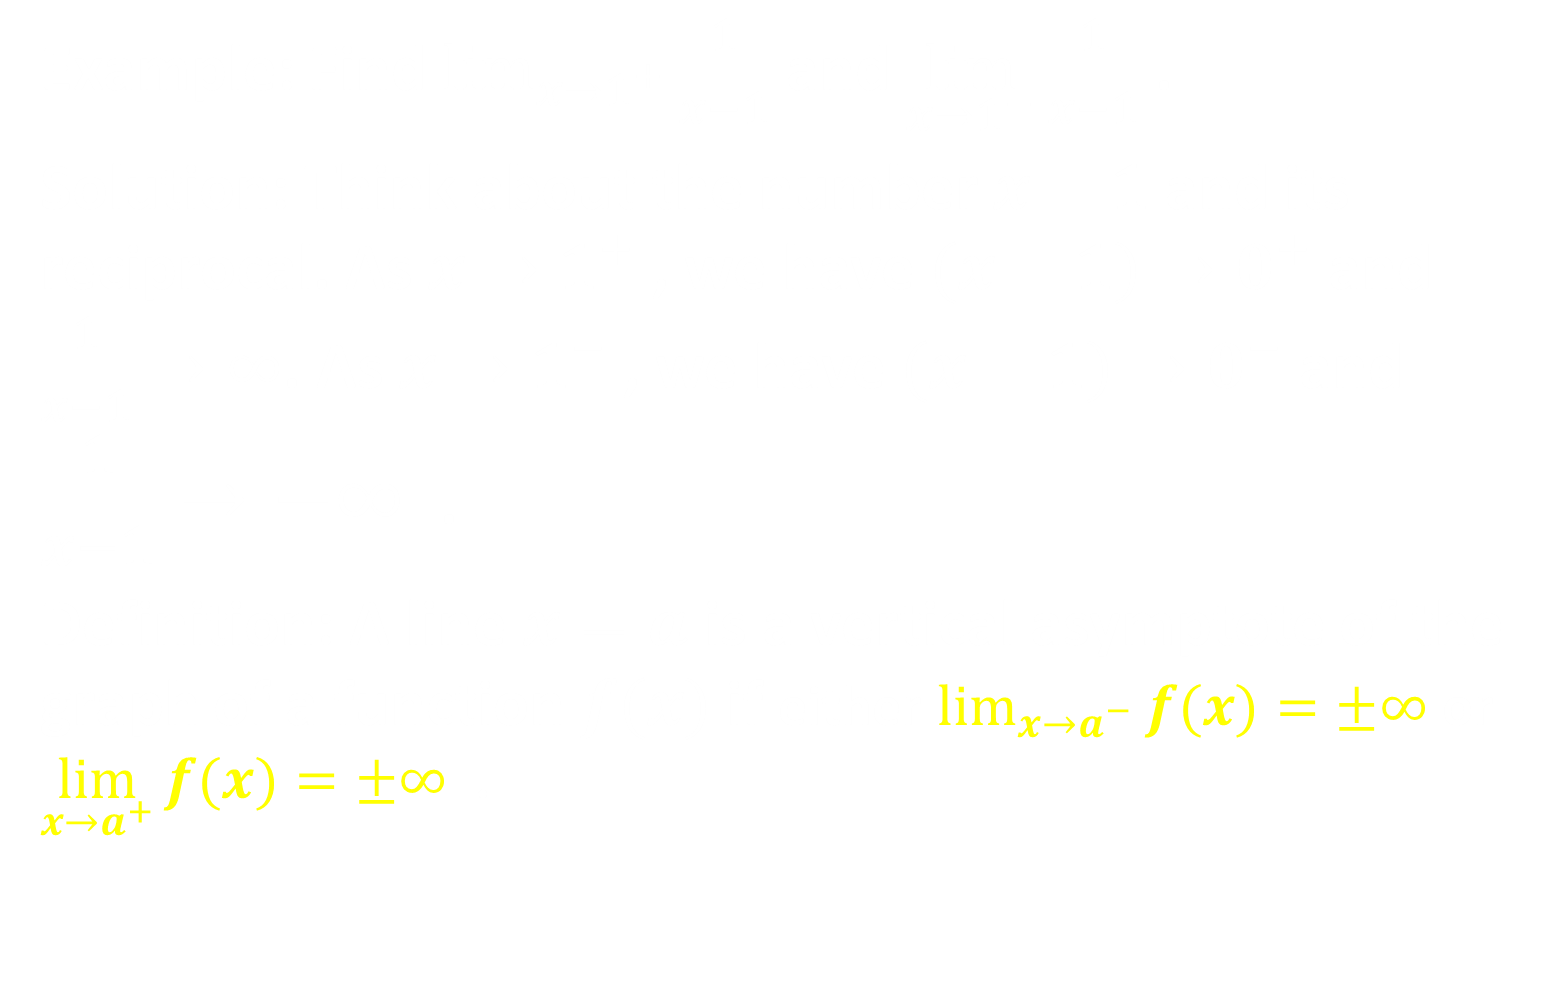 lim_{x→a⁻} f(x) = ±∞
lim_{x→a⁺} f(x) = ±∞